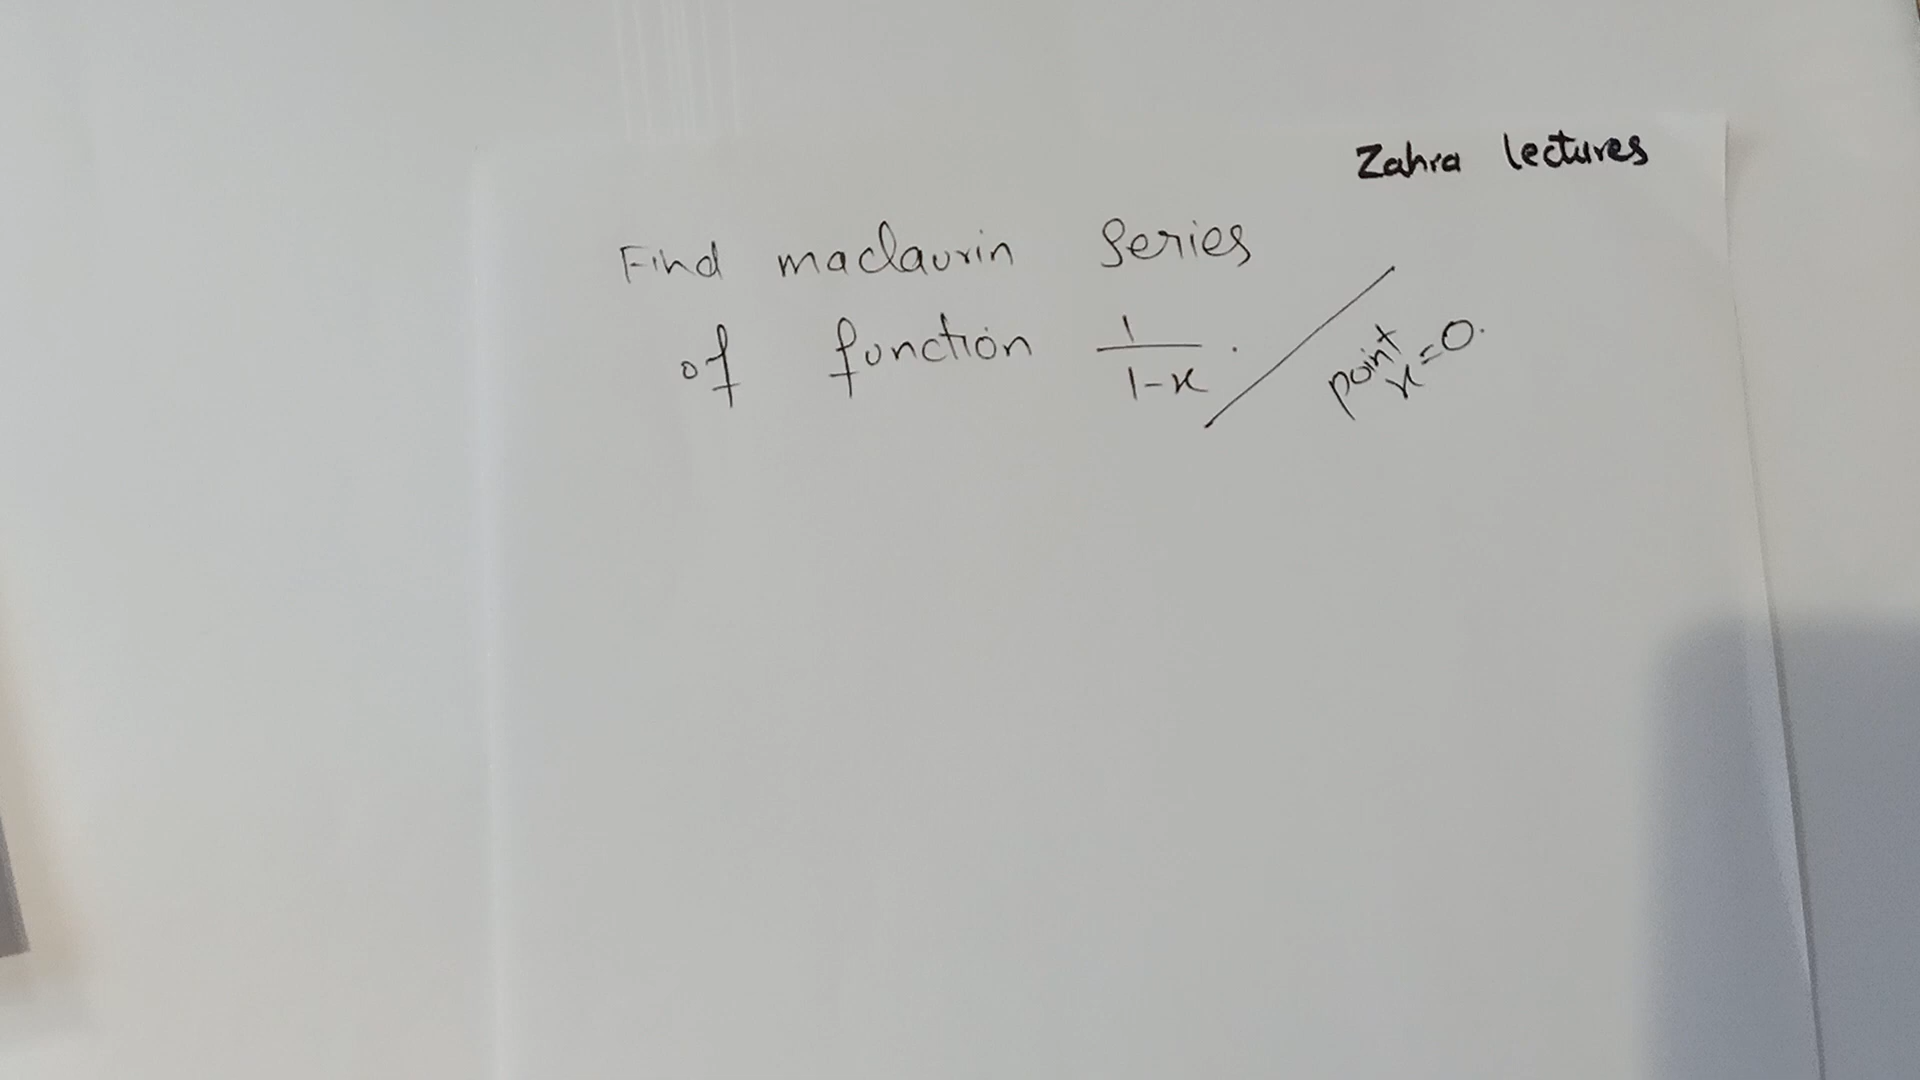 Zahra lectures
Find maclaurin Series
of function 1/1-x.
point x=0.